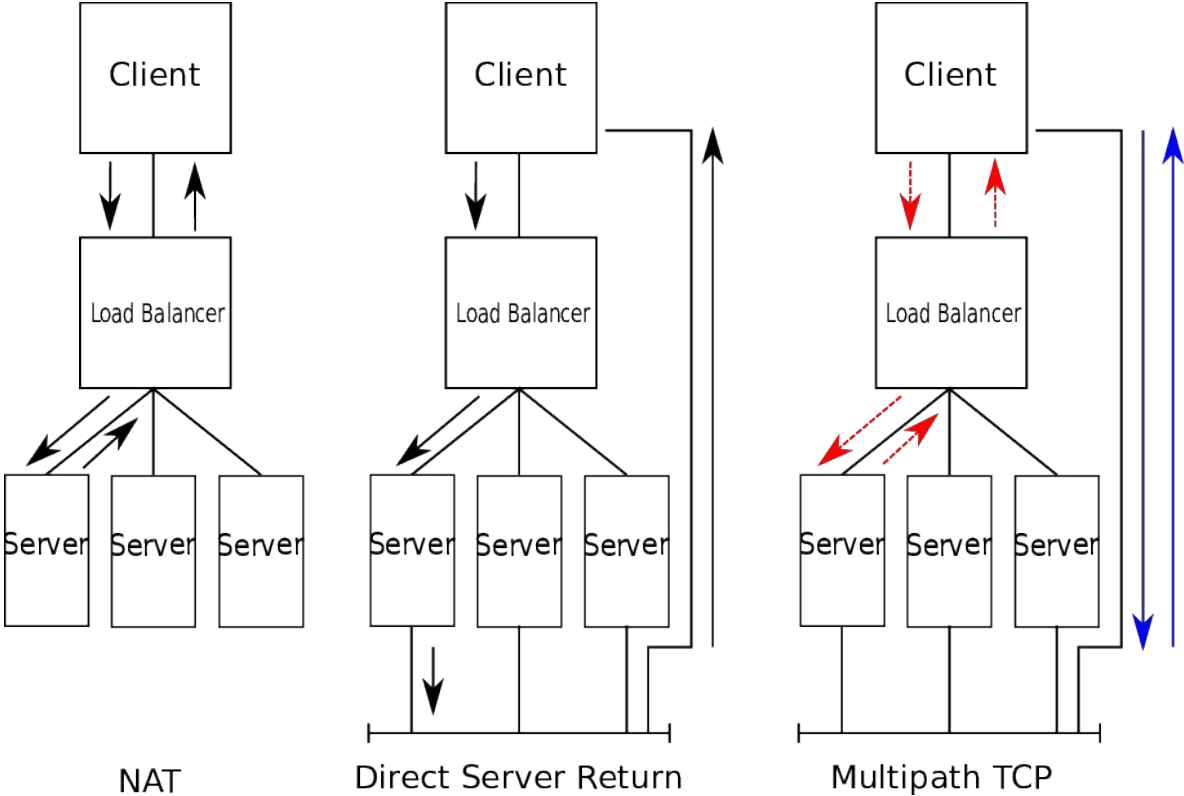 Client
Client
Client
Load Balancer
Load Balancer
Load Balancer
Server
Server
Server
Server
Server
Server
Server
Server
Server
NAT
Direct Server Return
Multipath TCP